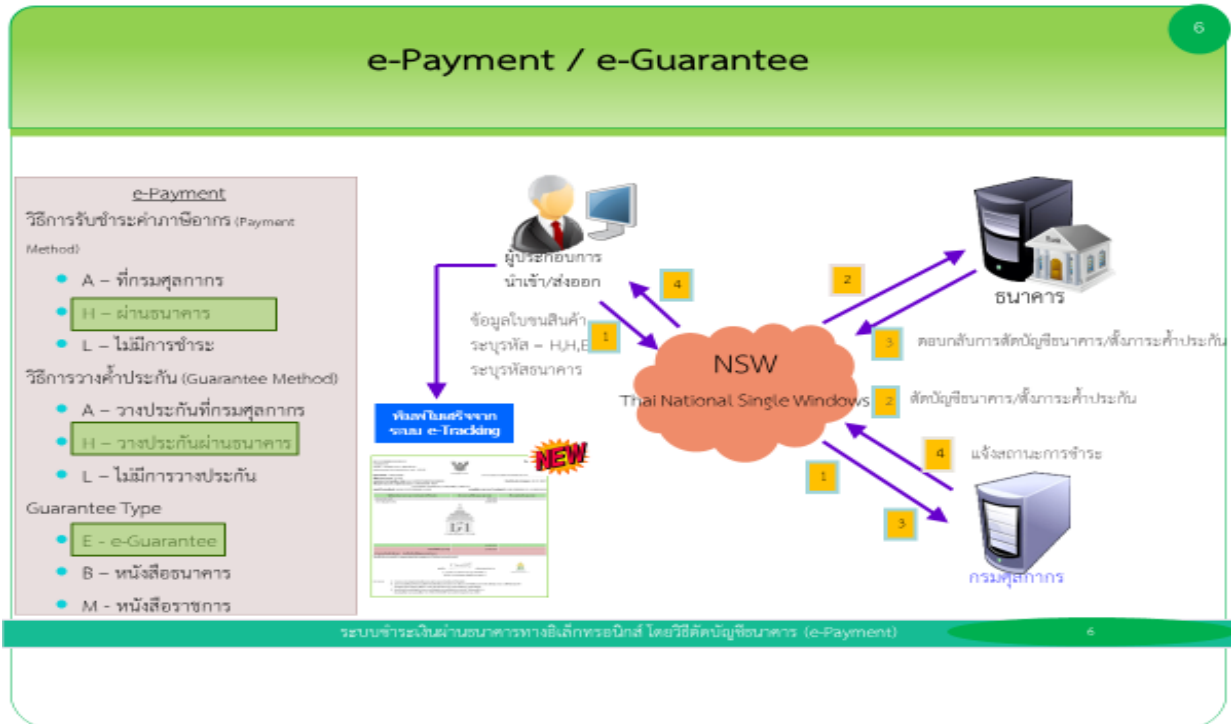 6
e-Payment / e-Guarantee
e-Payment
วิธีการรับชำระค่าภาษีอากร (Payment
Method)
A – ที่กรมศุลกากร
H – ผ่านธนาคาร
L – ไม่มีการชำระ
วิธีการวางค้ำประกัน (Guarantee Method)
A – วางประกันที่กรมศุลกากร
H – วางประกันผ่านธนาคาร
L – ไม่มีการวางประกัน
Guarantee Type
E - e-Guarantee
B – หนังสือธนาคาร
M - หนังสือราชการ
ผู้ประกอบการ
นำเข้า/ส่งออก
ข้อมูลใบขนสินค้า
ระบุรหัส – H,H,E
ระบุรหัสธนาคาร
1
4
พิมพ์ใบเสร็จจาก
ระบบ e-Tracking
NEW
NSW
Thai National Single Windows
2
ธนาคาร
3
ตอบกลับการตัดบัญชีธนาคาร/ตั้งภาระค้ำประกัน
2
ตัดบัญชีธนาคาร/ตั้งภาระค้ำประกัน
4
แจ้งสถานะการชำระ
1
3
กรมศุลกากร
ระบบชำระเงินผ่านธนาคารทางอิเล็กทรอนิกส์ โดยวิธีตัดบัญชีธนาคาร (e-Payment)
6